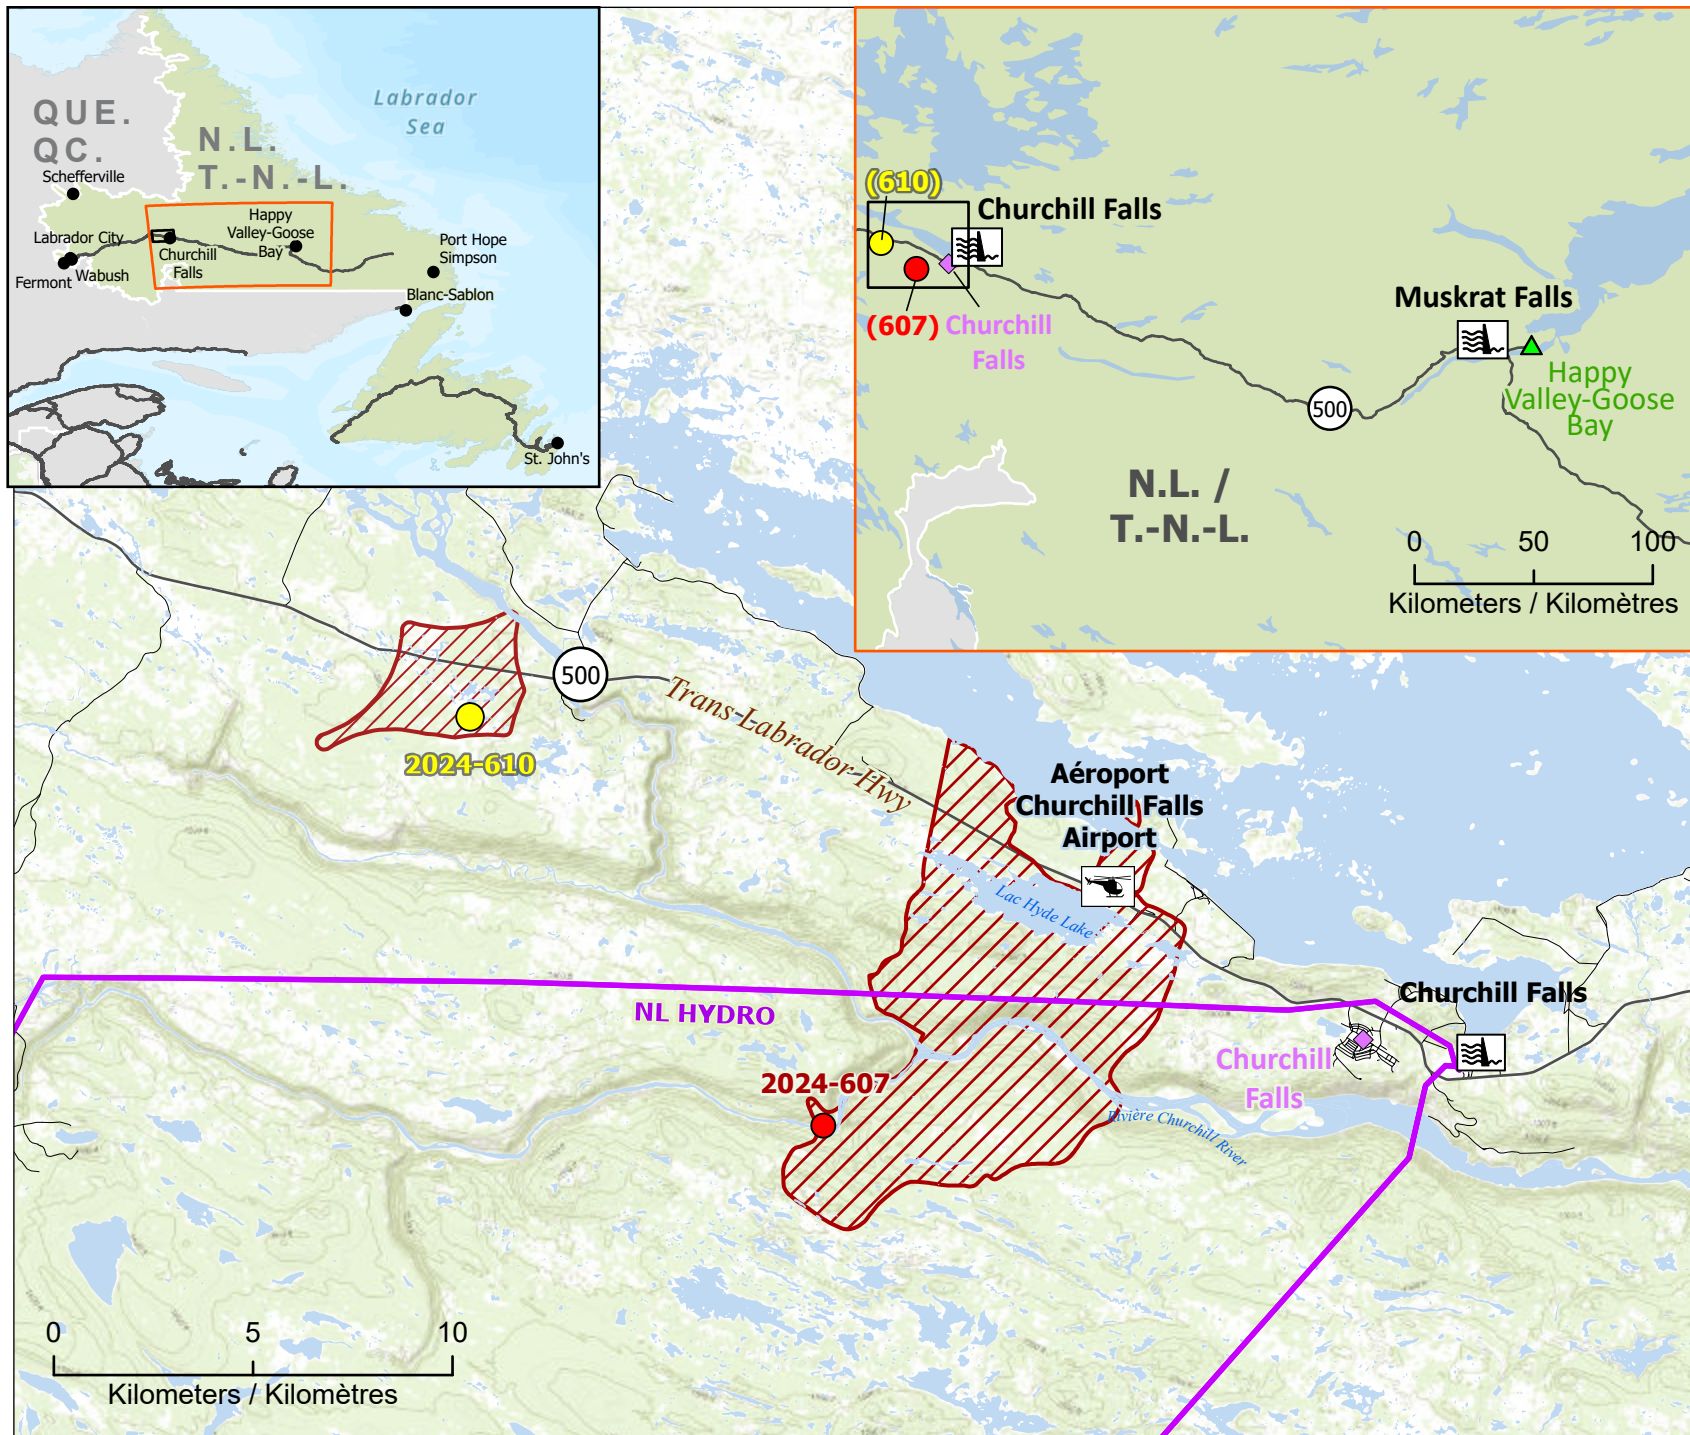 Labrador
Sea
QUE.
QC.
N.L.
T.-N.-L.
Schefferville
Happy
Valley-Goose
Bay
Labrador City
Churchill
Falls
Port Hope
Simpson
Fermont
Wabush
Blanc-Sablon
St. John's
(610)
Churchill Falls
(607)
Churchill
Falls
Muskrat Falls
Happy
Valley-Goose
Bay
500
N.L. /
T.-N.-L.
0 50 100
Kilometers / Kilomètres
500
Trans-Labrador Hwy
2024-610
Aéroport
Churchill Falls
Airport
Lac Hyde Lake
NL HYDRO
Churchill Falls
Churchill
Falls
2024-607
Rivière Churchill River
0 5 10
Kilometers / Kilomètres